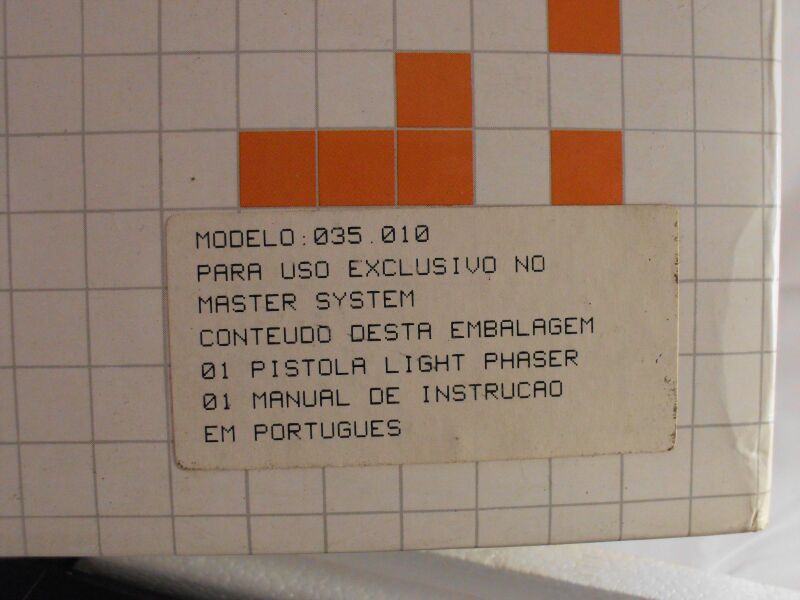 MODELO:035.010
PARA USO EXCLUSIVO NO
MASTER SYSTEM
CONTEUDO DESTA EMBALAGEM
01 PISTOLA LIGHT PHASER
01 MANUAL DE INSTRUCAO
EM PORTUGUES